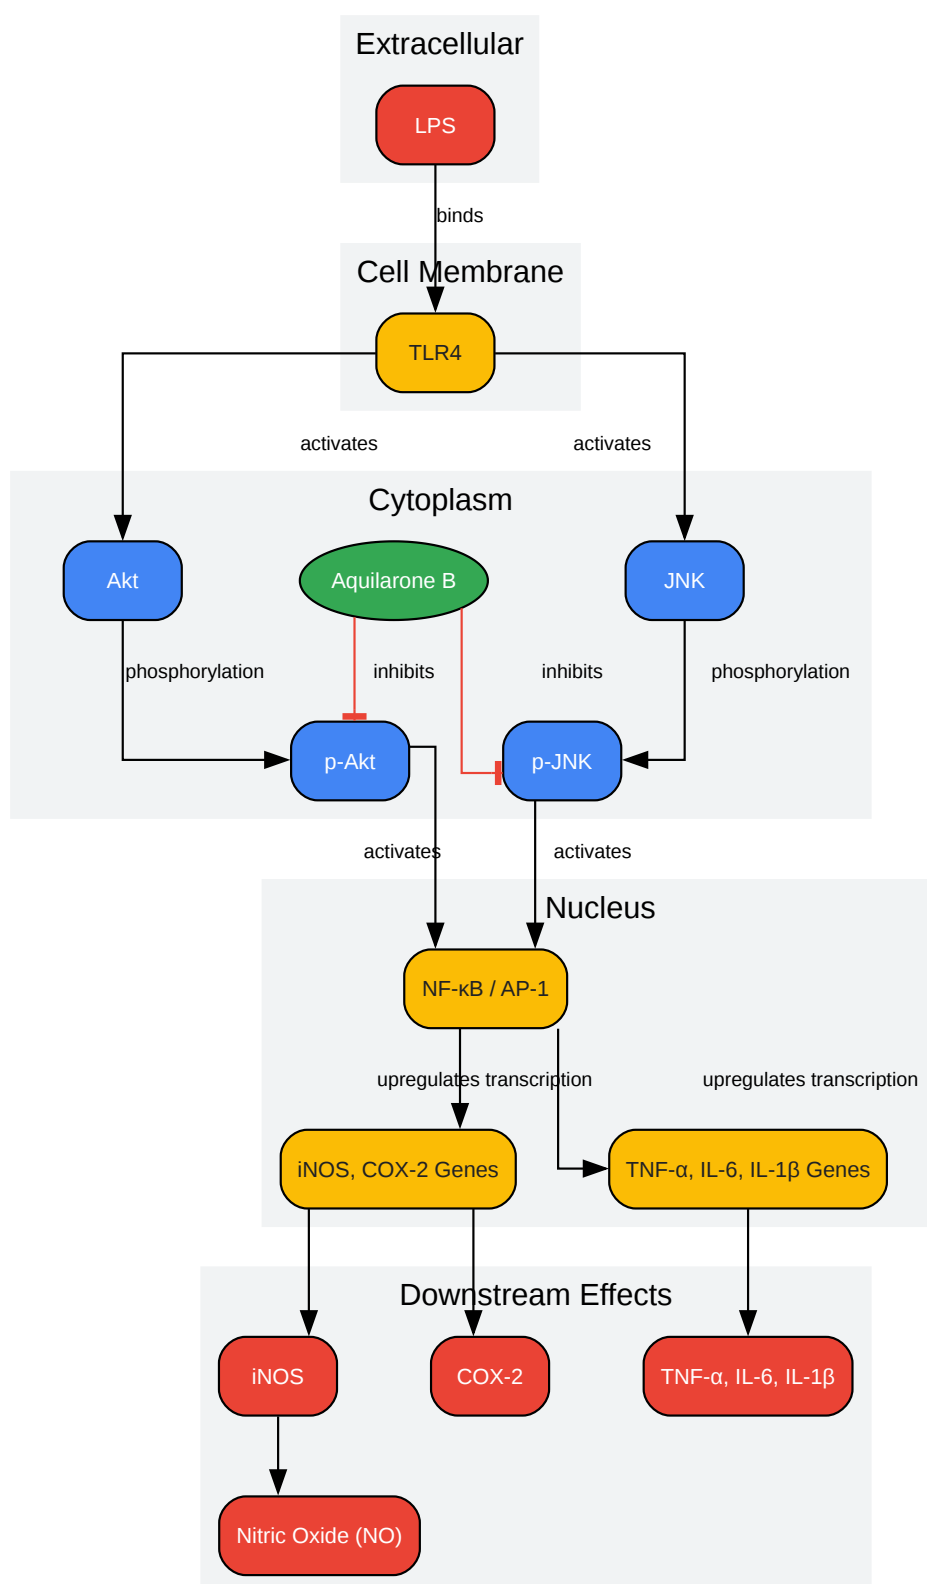 Extracellular
LPS
binds
Cell Membrane
TLR4
activates
activates
Cytoplasm
Akt
Aquilarone B
JNK
phosphorylation
inhibits
inhibits
phosphorylation
p-Akt
p-JNK
activates
activates
Nucleus
NF-κB / AP-1
upregulates transcription
upregulates transcription
iNOS, COX-2 Genes
TNF-α, IL-6, IL-1β Genes
Downstream Effects
iNOS
COX-2
TNF-α, IL-6, IL-1β
Nitric Oxide (NO)